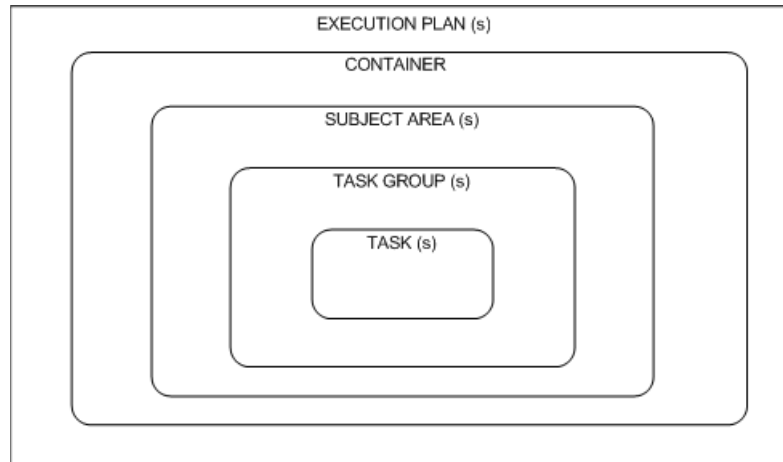 EXECUTION PLAN (s)
CONTAINER
SUBJECT AREA (s)
TASK GROUP (s)
TASK (s)